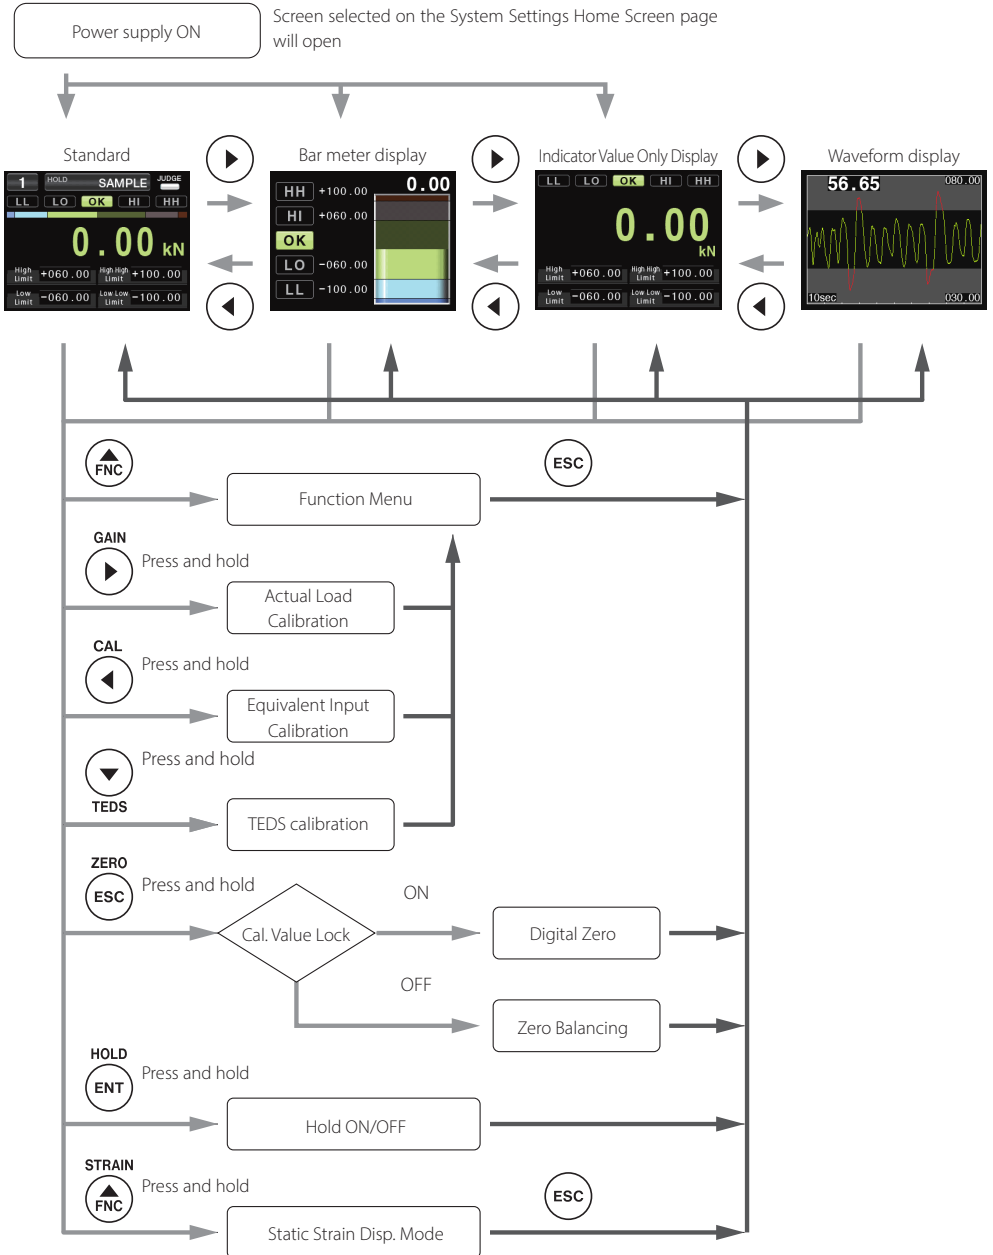 Power supply ON
Screen selected on the System Settings Home Screen page
will open
Standard
Bar meter display
Indicator Value Only Display
Waveform display
1 HOLD SAMPLE JUDGE
LL LO OK HI HH
0.00 kN
High Limit +060.00 High High Limit +100.00
Low Limit -060.00 Low Low Limit -100.00
0.00
HH +100.00
HI +060.00
OK
LO -060.00
LL -100.00
LL LO OK HI HH
0.00
kN
High Limit +060.00 High High Limit +100.00
Low Limit -060.00 Low Low Limit -100.00
56.65 080.00
10sec 030.00
FNC
ESC
Function Menu
GAIN
Press and hold
Actual Load
Calibration
CAL
Press and hold
Equivalent Input
Calibration
Press and hold
TEDS
TEDS calibration
ZERO
ESC
Press and hold
Cal. Value Lock
ON
Digital Zero
OFF
Zero Balancing
HOLD
ENT
Press and hold
Hold ON/OFF
STRAIN
FNC
Press and hold
ESC
Static Strain Disp. Mode